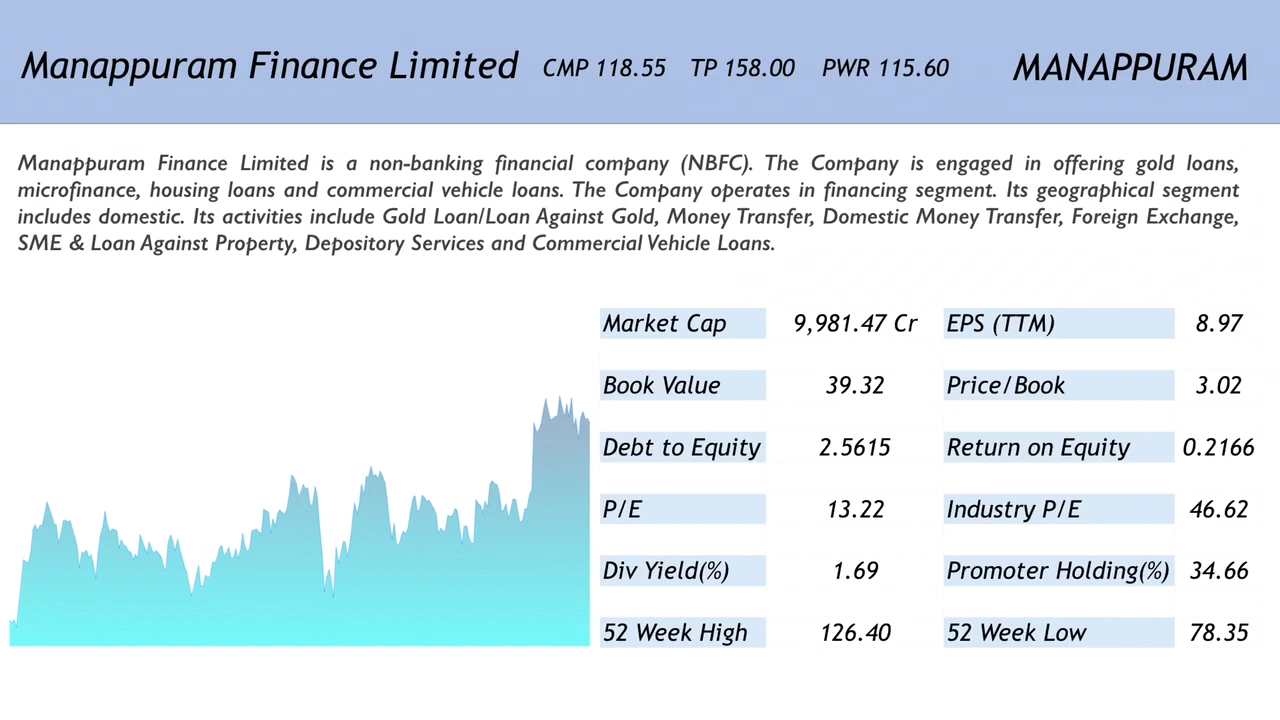 Manappuram Finance Limited CMP 118.55 TP 158.00 PWR 115.60 MANAPPURAM
Manappuram Finance Limited is a non-banking financial company (NBFC). The Company is engaged in offering gold loans,
microfinance, housing loans and commercial vehicle loans. The Company operates in financing segment. Its geographical segment
includes domestic. Its activities include Gold Loan/Loan Against Gold, Money Transfer, Domestic Money Transfer, Foreign Exchange,
SME & Loan Against Property, Depository Services and Commercial Vehicle Loans.
Market Cap 9,981.47 Cr EPS (TTM) 8.97
Book Value 39.32 Price/Book 3.02
Debt to Equity 2.5615 Return on Equity 0.2166
P/E 13.22 Industry P/E 46.62
Div Yield(%) 1.69 Promoter Holding(%) 34.66
52 Week High 126.40 52 Week Low 78.35